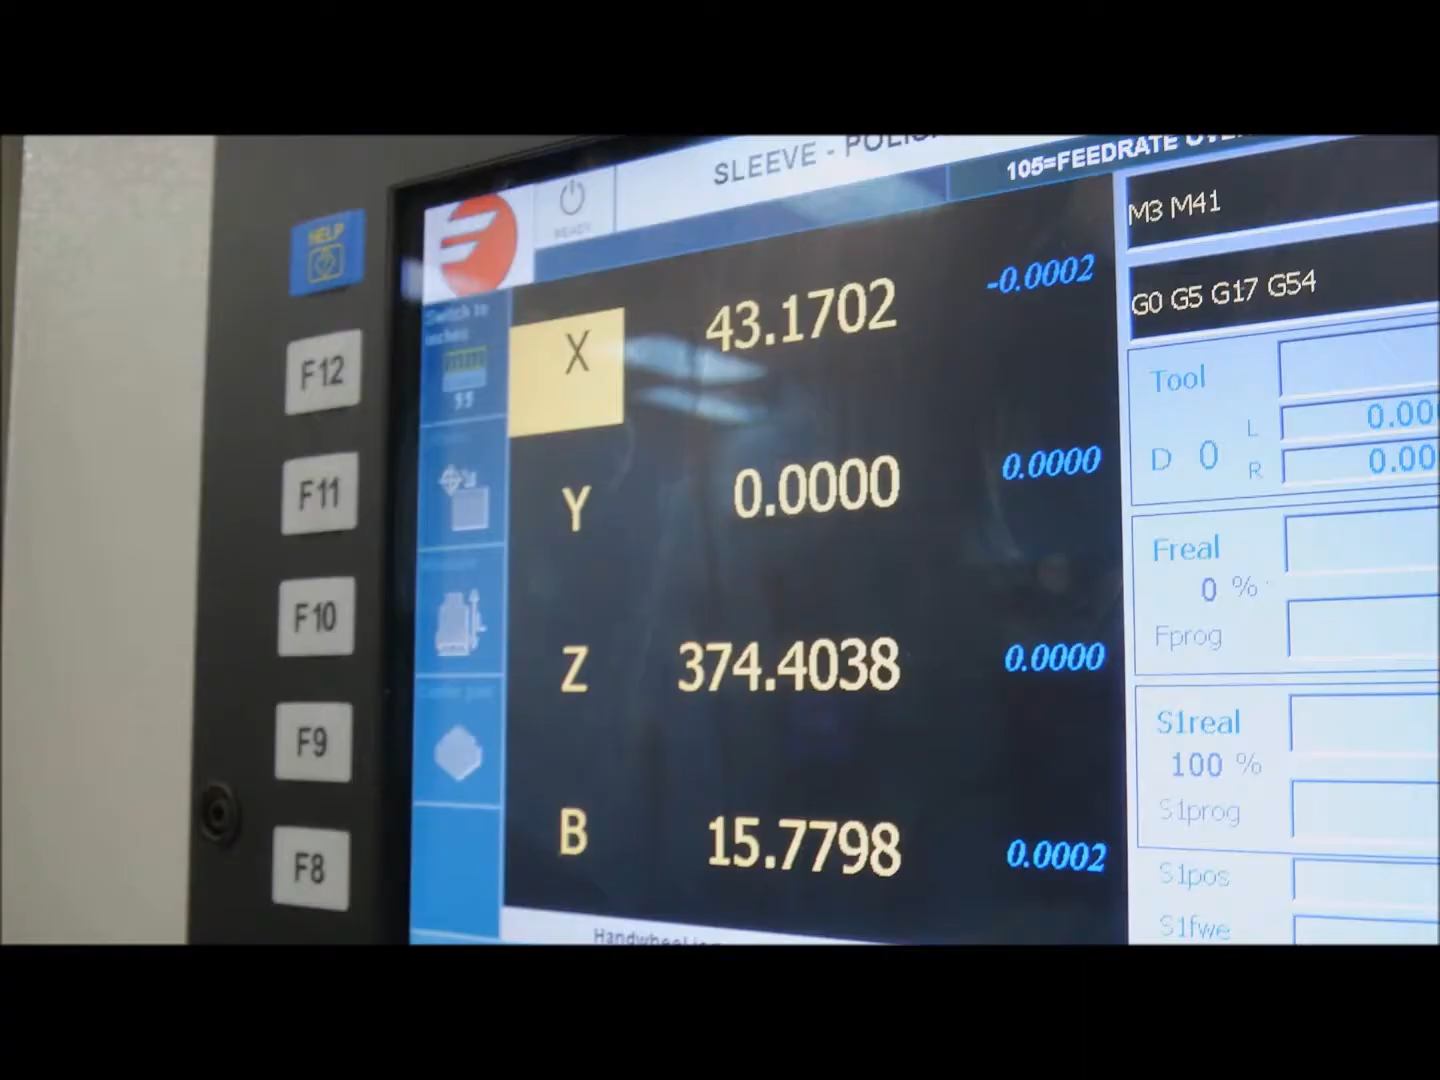 SLEEVE - POLIS
105=FEEDRATE OVE
HELP
READY
M3 M41
Switch to
inches
mm
X 43.1702 -0.0002
G0 G5 G17 G54
F12
Tool
L 0.00
D 0
R 0.00
F11
Y 0.0000 0.0000
Freal
0 %
F10
Fprog
Z 374.4038 0.0000
S1real
F9
100 %
S1prog
B 15.7798 0.0002
F8
S1pos
S1fwe
Handwheel